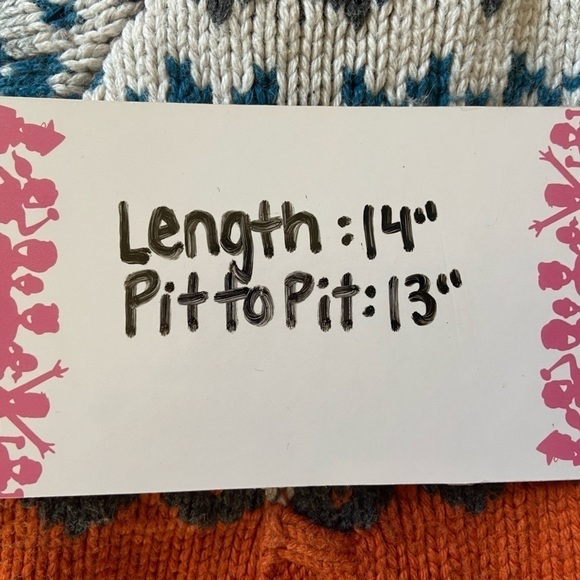 Length: 14"
Pit to Pit: 13"